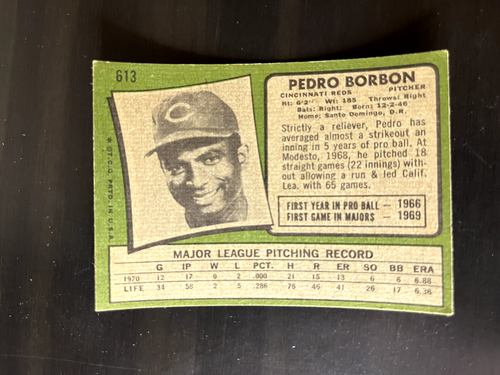 613
PEDRO BORBON
CINCINNATI REDS PITCHER
Ht: 6'2" Wt: 185 Throws: Right
Bats: Right Born: 12-2-46
Home: Santo Domingo, D.R.
Strictly a reliever, Pedro has
averaged almost a strikeout an
inning in 5 years of pro ball. At
Modesto, 1968, he pitched 18
straight games (22 innings) with-
out allowing a run & led Calif.
Lea. with 65 games.
FIRST YEAR IN PRO BALL — 1966
FIRST GAME IN MAJORS — 1969
MAJOR LEAGUE PITCHING RECORD
G IP W L PCT. H R ER SO BB ERA
1970 12 17 0 2 .000 21 15 13 6 6 6.88
LIFE 34 58 2 5 .286 76 46 41 26 17 6.36
© T.C.G. PRTD. IN U.S.A.